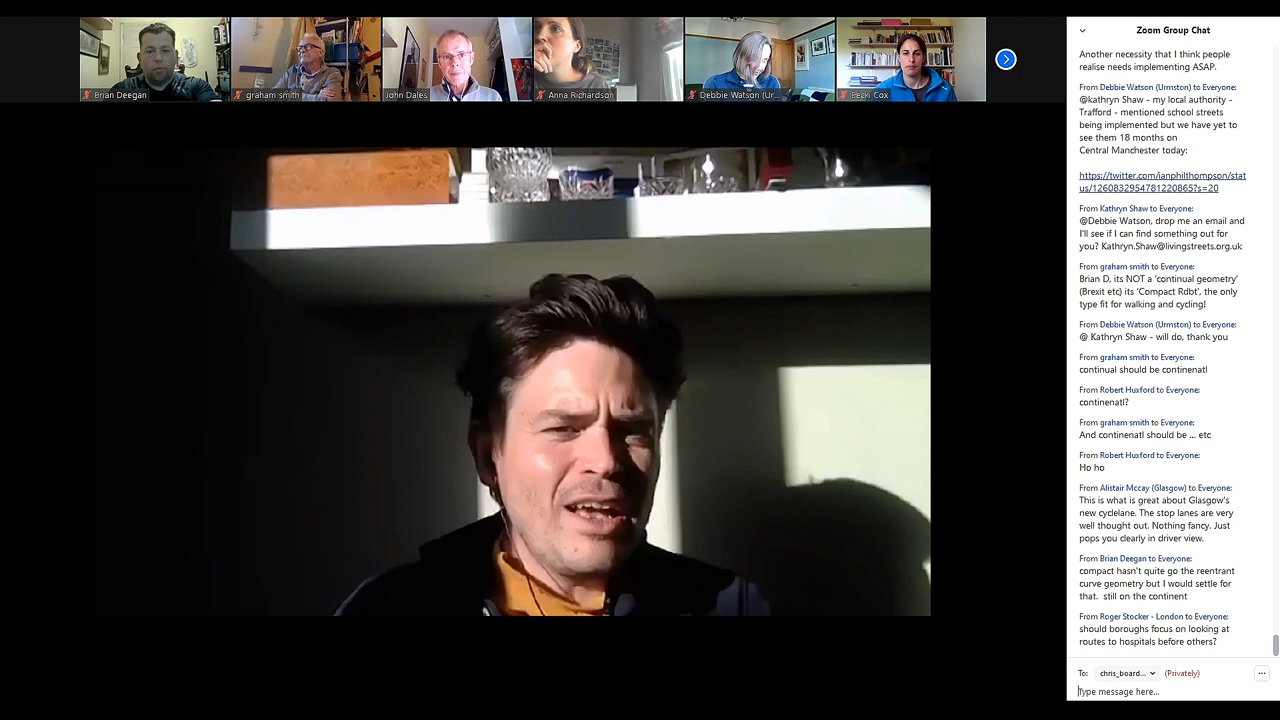 Brian Deegan
graham smith
John Dales
Anna Richardson
Debbie Watson (Ur...
Becki Cox
Zoom Group Chat
Another necessity that I think people
realise needs implementing ASAP.
From Debbie Watson (Urmston) to Everyone:
@kathryn Shaw - my local authority -
Trafford - mentioned school streets
being implemented but we have yet to
see them 18 months on
Central Manchester today:
https://twitter.com/ianphilthompson/stat
us/1260832954781220865?s=20
From Kathryn Shaw to Everyone:
@Debbie Watson, drop me an email and
I'll see if I can find something out for
you? Kathryn.Shaw@livingstreets.org.uk
From graham smith to Everyone:
Brian D, its NOT a 'continual geometry'
(Brexit etc) its 'Compact Rdbt', the only
type fit for walking and cycling!
From Debbie Watson (Urmston) to Everyone:
@ Kathryn Shaw - will do, thank you
From graham smith to Everyone:
continual should be continenatl
From Robert Huxford to Everyone:
continenatl?
From graham smith to Everyone:
And continenatl should be ... etc
From Robert Huxford to Everyone:
Ho ho
From Alistair Mccay (Glasgow) to Everyone:
This is what is great about Glasgow's
new cyclelane. The stop lanes are very
well thought out. Nothing fancy. Just
pops you clearly in driver view.
From Brian Deegan to Everyone:
compact hasn't quite go the reentrant
curve geometry but I would settle for
that. still on the continent
From Roger Stocker - London to Everyone:
should boroughs focus on looking at
routes to hospitals before others?
To: chris_board... (Privately)
Type message here...